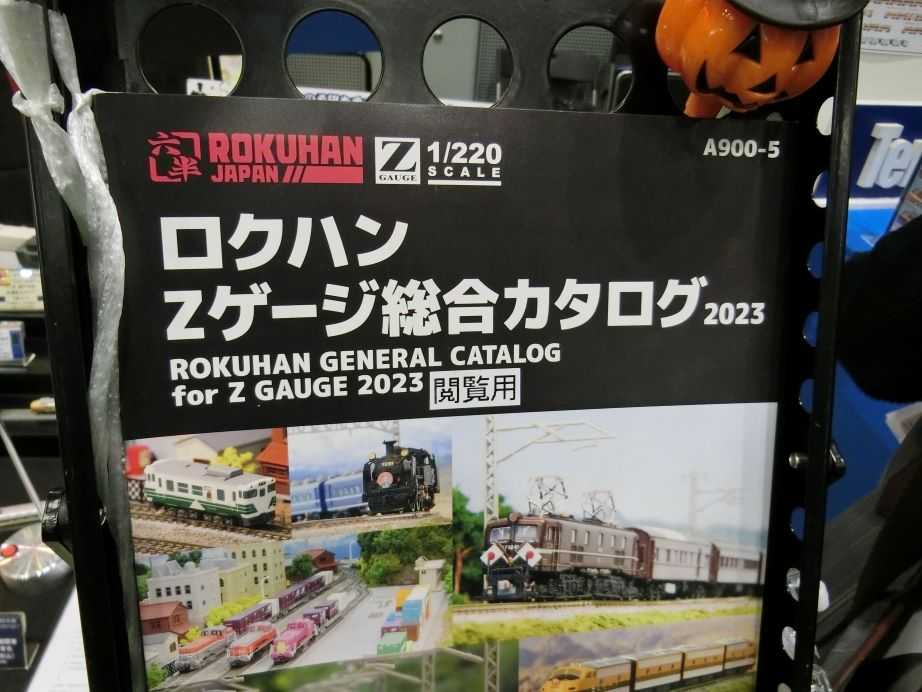 六半
ROKUHAN
JAPAN
Z
GAUGE
1/220
SCALE
A900-5
ロクハン
Zゲージ総合カタログ2023
ROKUHAN GENERAL CATALOG
for Z GAUGE 2023
閲覧用